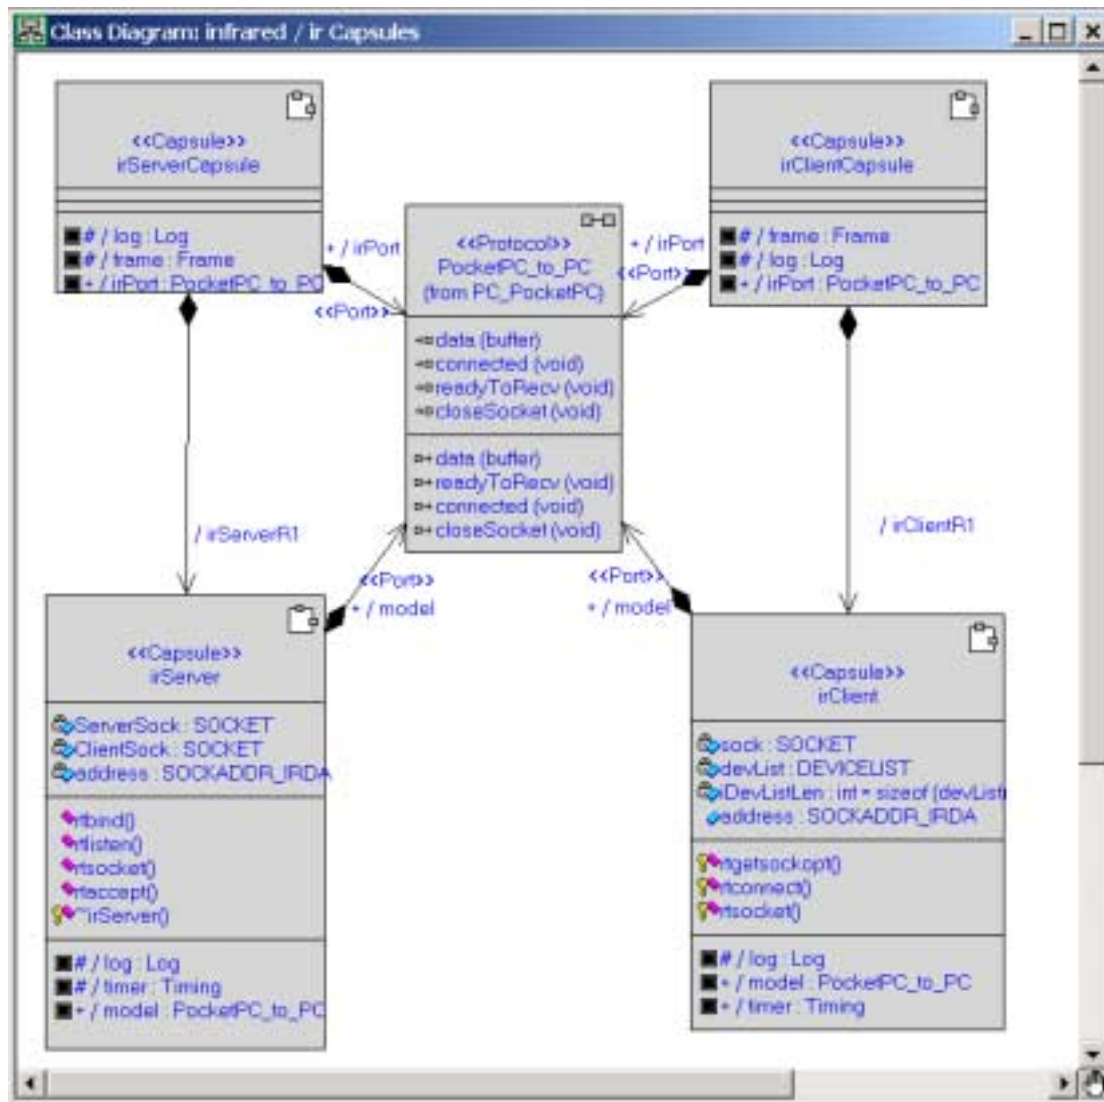 Class Diagram: infrared / ir Capsules
<<Capsule>>
irServerCapsule
# / log : Log
# / frame : Frame
+ / irPort : PocketPC_to_PC
+ / irPort
<<Port>>
<<Protocol>>
PocketPC_to_PC
(from PC_PocketPC)
data (buffer)
connected (void)
readyToRecv (void)
closeSocket (void)
data (buffer)
readyToRecv (void)
connected (void)
closeSocket (void)
+ / irPort
<<Port>>
<<Capsule>>
irClientCapsule
# / frame : Frame
# / log : Log
+ / irPort : PocketPC_to_PC
/ irServerR1
<<Port>>
+ / model
<<Port>>
+ / model
/ irClientR1
<<Capsule>>
irServer
ServerSock : SOCKET
ClientSock : SOCKET
address : SOCKADDR_IRDA
rtbind()
rtlisten()
rtsocket()
rtaccept()
~irServer()
# / log : Log
# / timer : Timing
+ / model : PocketPC_to_PC
<<Capsule>>
irClient
sock : SOCKET
devList : DEVICELIST
iDevListLen : int = sizeof (devList
address : SOCKADDR_IRDA
rtgetsockopt()
rtconnect()
rtsocket()
# / log : Log
+ / model : PocketPC_to_PC
+ / timer : Timing